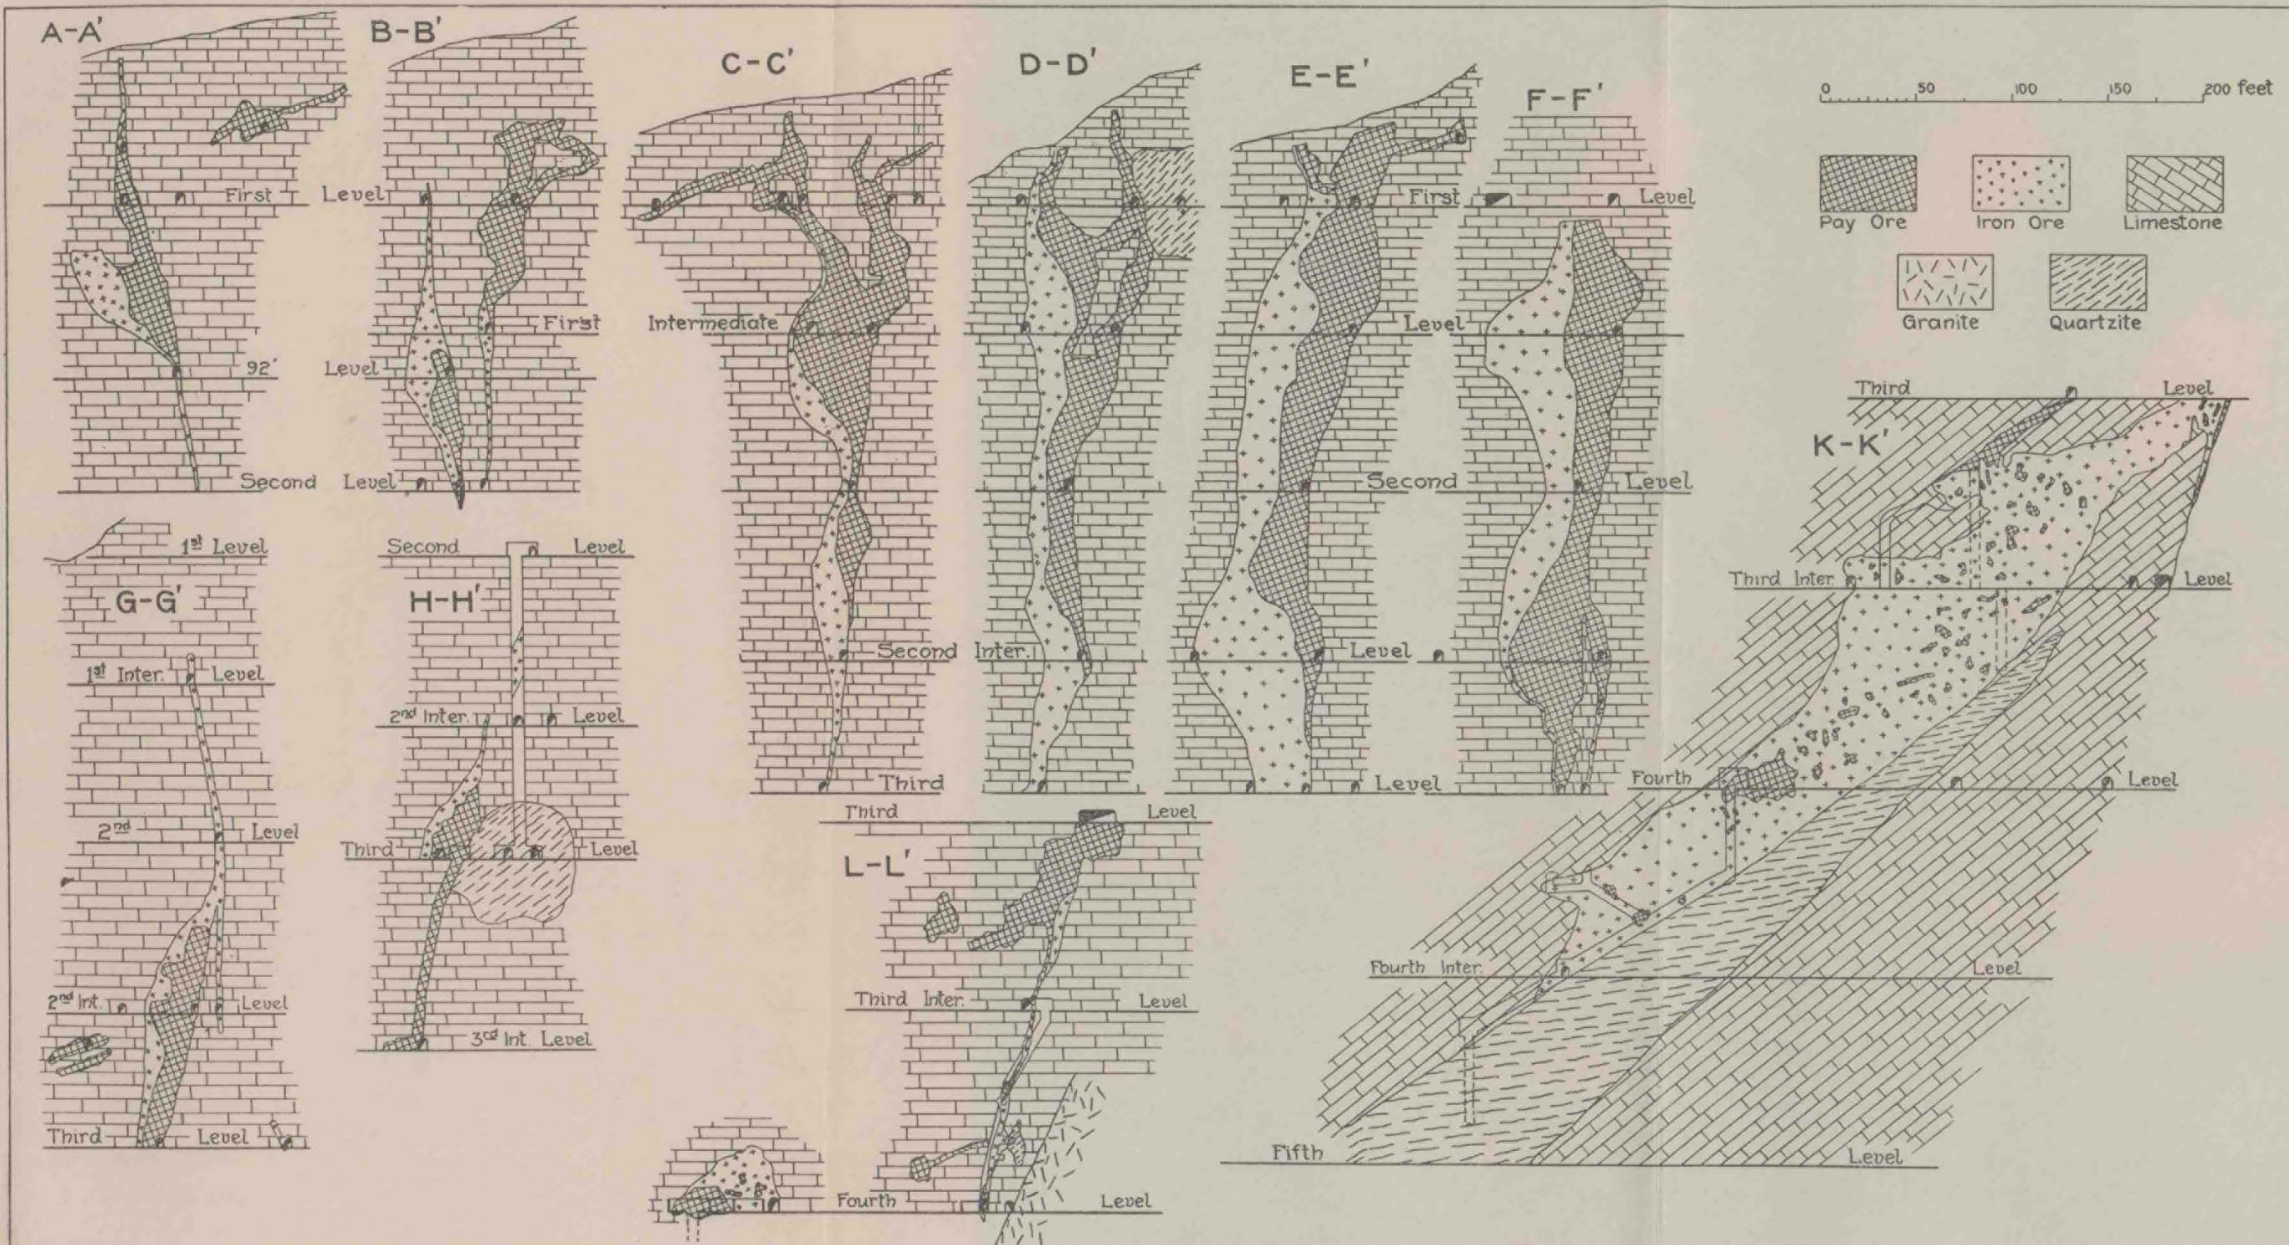 A-A'
B-B'
C-C'
D-D'
E-E'
F-F'
0 50 100 150 200 feet
Pay Ore
Iron Ore
Limestone
Granite
Quartzite
First Level
First Level
Intermediate Level
First Level
92' Level
Second Level
Second Level
Second Inter. Level
Third Level
G-G'
1st Level
1st Inter. Level
2nd Level
2nd Int. Level
Third Level
H-H'
Second Level
2nd Inter. Level
Third Level
3rd Int. Level
L-L'
Third Level
Third Inter. Level
Fourth Level
K-K'
Third Level
Third Inter. Level
Fourth Level
Fourth Inter. Level
Fifth Level